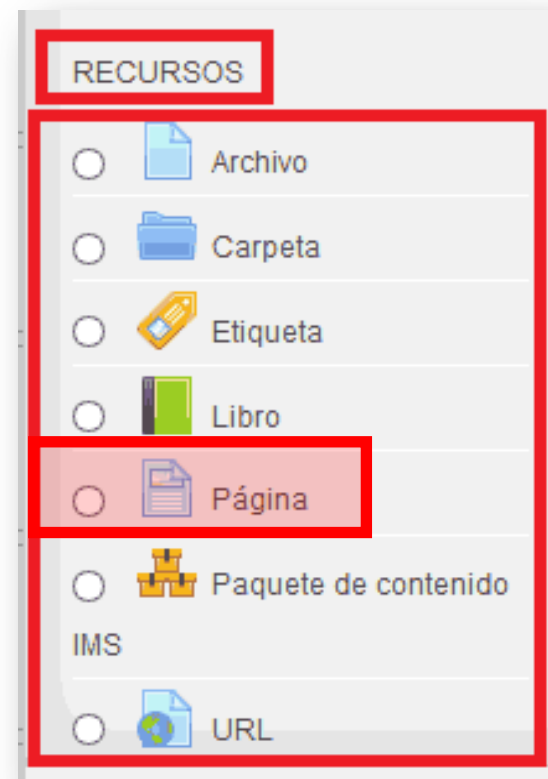 RECURSOS
Archivo
Carpeta
Etiqueta
Libro
Página
Paquete de contenido
IMS
URL